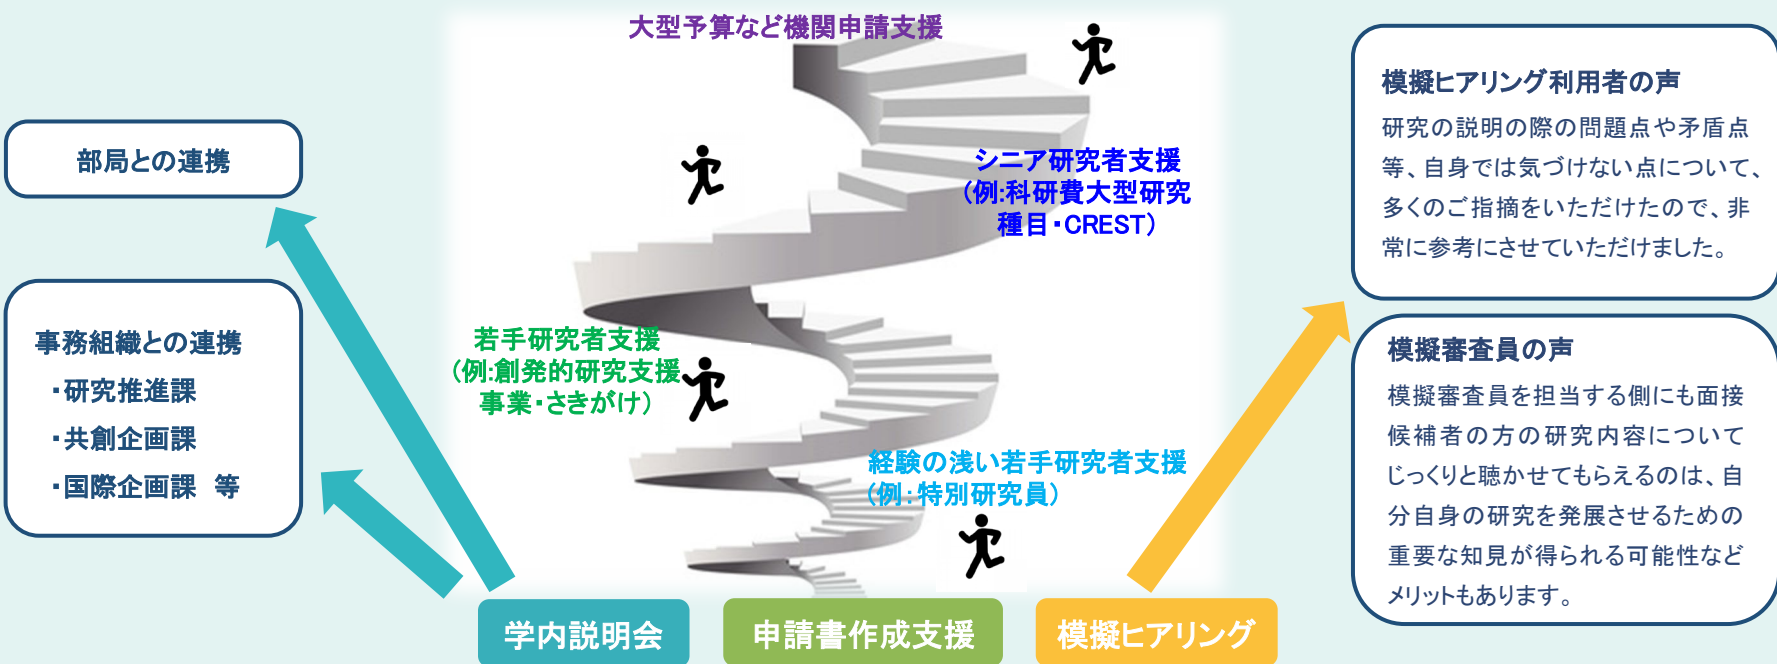 大型予算など機関申請支援
部局との連携
事務組織との連携
・研究推進課
・共創企画課
・国際企画課　等
シニア研究者支援
（例:科研費大型研究
種目・CREST）
若手研究者支援
（例:創発的研究支援
事業・さきがけ）
経験の浅い若手研究者支援
（例：特別研究員）
模擬ヒアリング利用者の声
研究の説明の際の問題点や矛盾点
等、自身では気づけない点について、
多くのご指摘をいただけたので、非
常に参考にさせていただけました。
模擬審査員の声
模擬審査員を担当する側にも面接
候補者の方の研究内容について
じっくりと聴かせてもらえるのは、自
分自身の研究を発展させるための
重要な知見が得られる可能性など
メリットもあります。
学内説明会
申請書作成支援
模擬ヒアリング